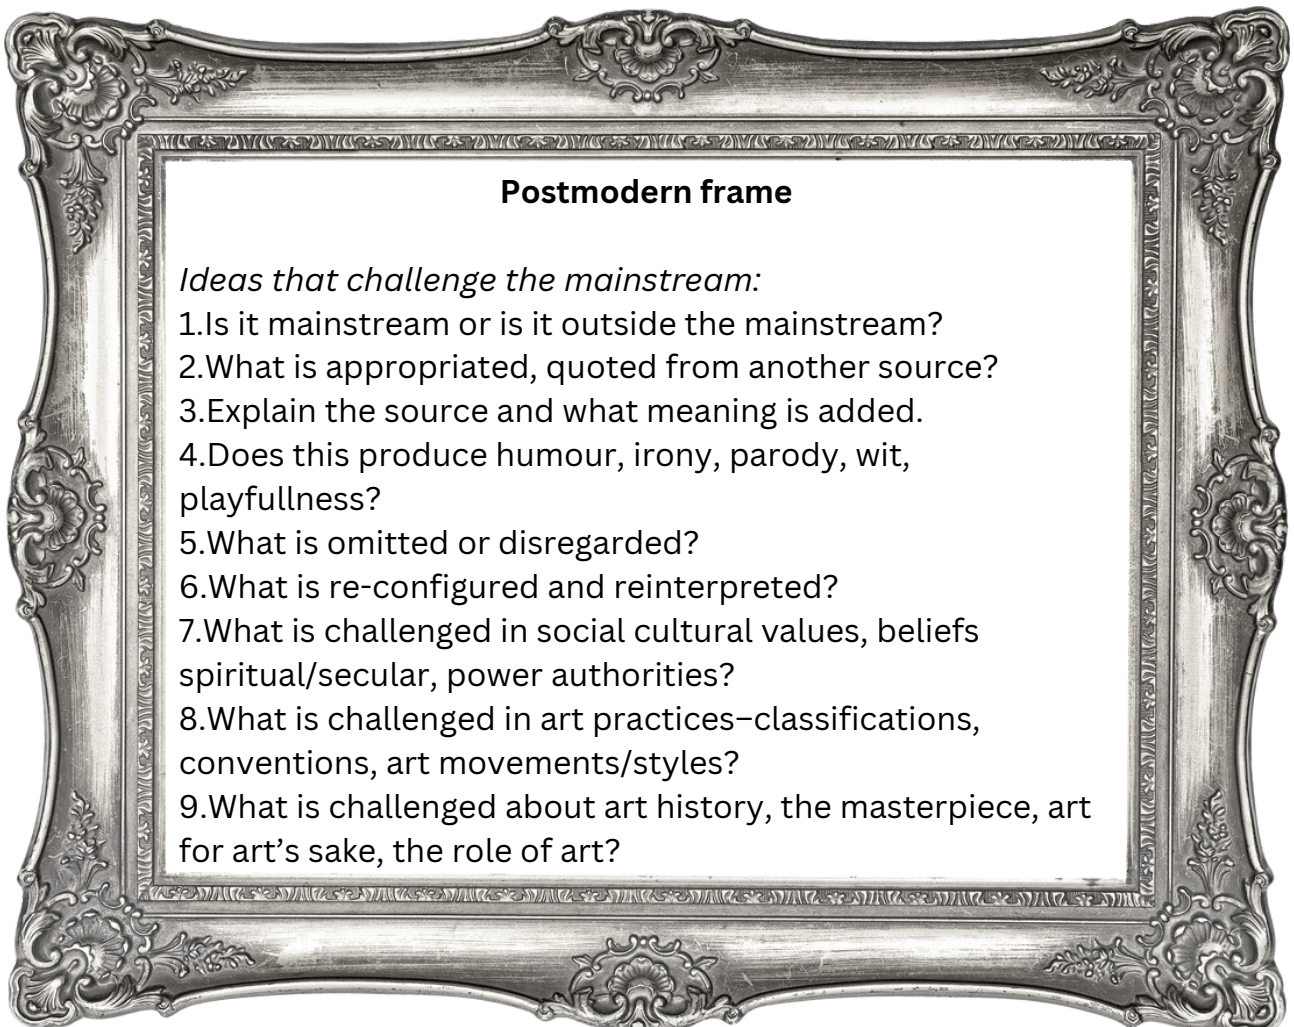 Postmodern frame
Ideas that challenge the mainstream:
1.Is it mainstream or is it outside the mainstream?
2.What is appropriated, quoted from another source?
3.Explain the source and what meaning is added.
4.Does this produce humour, irony, parody, wit,
playfullness?
5.What is omitted or disregarded?
6.What is re-configured and reinterpreted?
7.What is challenged in social cultural values, beliefs
spiritual/secular, power authorities?
8.What is challenged in art practices–classifications,
conventions, art movements/styles?
9.What is challenged about art history, the masterpiece, art
for art’s sake, the role of art?